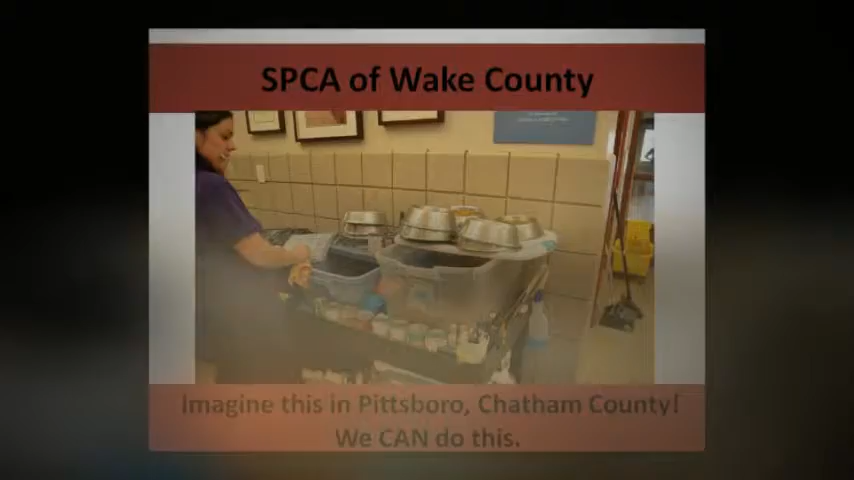 SPCA of Wake County
Imagine this in Pittsboro, Chatham County!
We CAN do this.